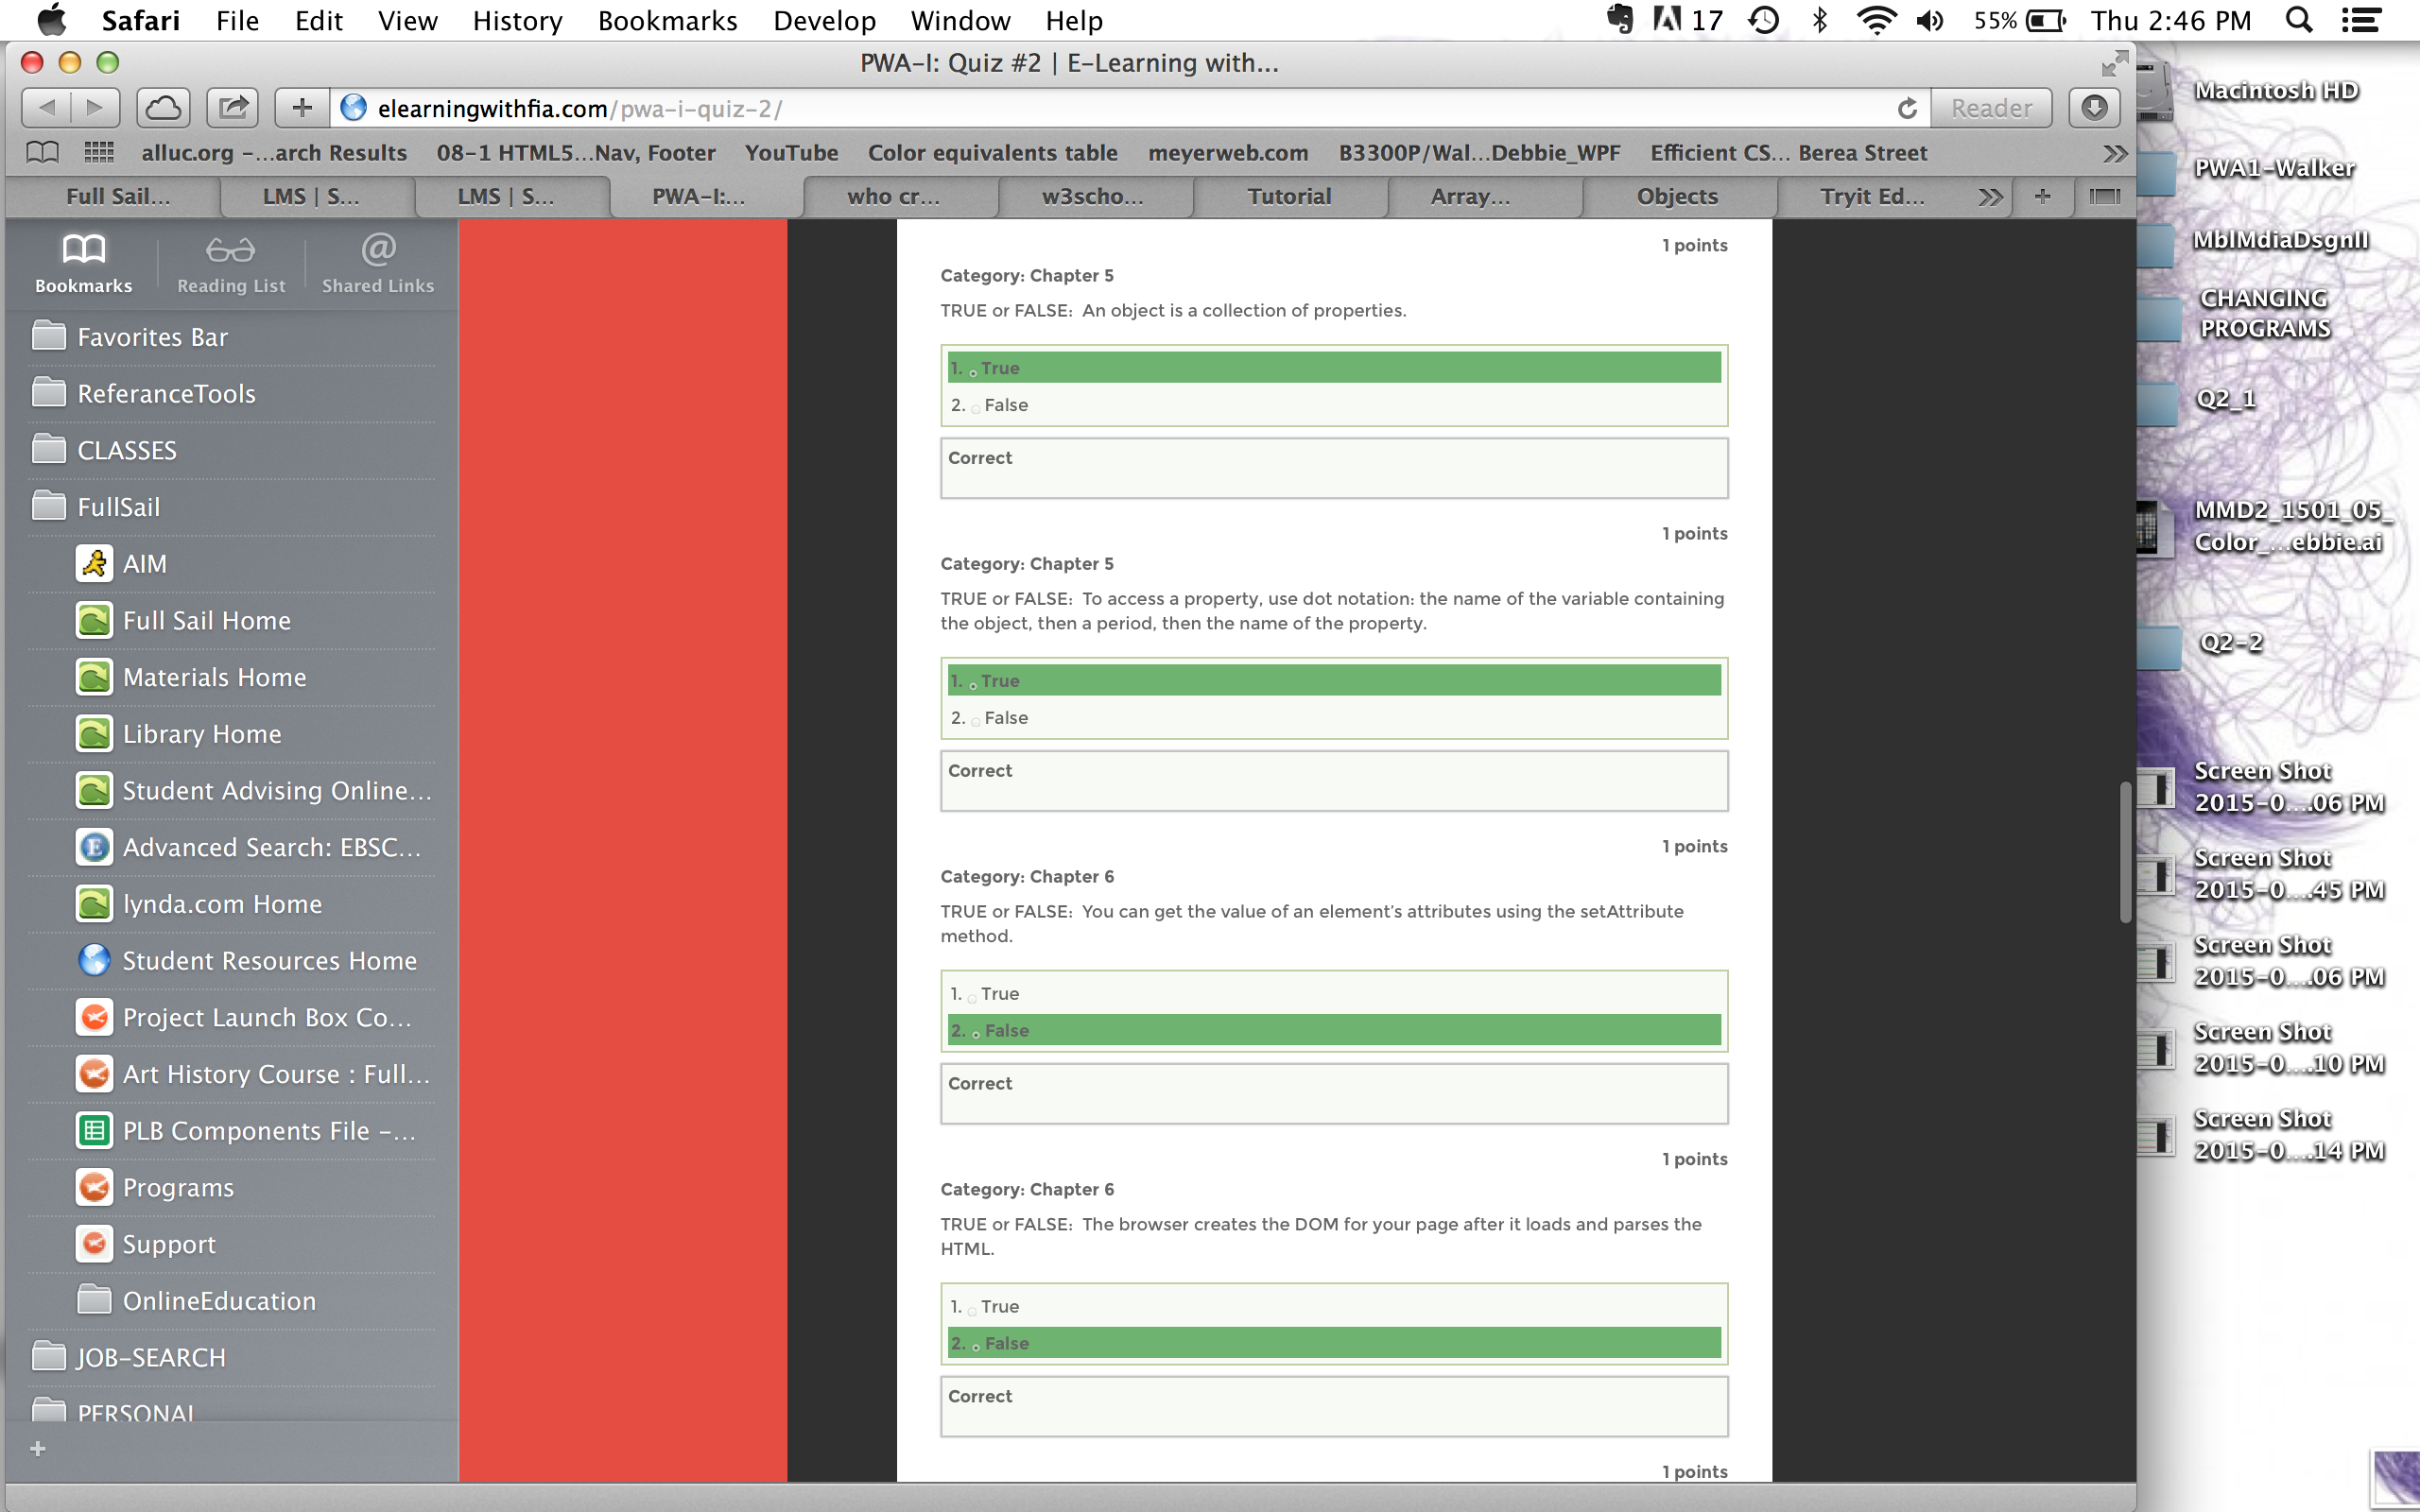 Safari File Edit View History Bookmarks Develop Window Help 17 55% Thu 2:46 PM
PWA-I: Quiz #2 | E-Learning with...
elearningwithfia.com/pwa-i-quiz-2/ Reader
alluc.org -...arch Results 08-1 HTML5...Nav, Footer YouTube Color equivalents table meyerweb.com B3300P/Wal...Debbie_WPF Efficient CS... Berea Street
Full Sail... LMS | S... LMS | S... PWA-I:... who cr... w3scho... Tutorial Array... Objects Tryit Ed...
Bookmarks Reading List Shared Links
Favorites Bar
ReferanceTools
CLASSES
FullSail
AIM
Full Sail Home
Materials Home
Library Home
Student Advising Online...
Advanced Search: EBSC...
lynda.com Home
Student Resources Home
Project Launch Box Co...
Art History Course : Full...
PLB Components File -...
Programs
Support
OnlineEducation
JOB-SEARCH
PERSONAL
1 points
Category: Chapter 5
TRUE or FALSE: An object is a collection of properties.
1. True
2. False
Correct
1 points
Category: Chapter 5
TRUE or FALSE: To access a property, use dot notation: the name of the variable containing
the object, then a period, then the name of the property.
1. True
2. False
Correct
1 points
Category: Chapter 6
TRUE or FALSE: You can get the value of an element's attributes using the setAttribute
method.
1. True
2. False
Correct
1 points
Category: Chapter 6
TRUE or FALSE: The browser creates the DOM for your page after it loads and parses the
HTML.
1. True
2. False
Correct
1 points
Macintosh HD
PWA1-Walker
MblMdiaDsgnII
CHANGING
PROGRAMS
Q2_1
MMD2_1501_05_
Color_...ebbie.ai
Q2-2
Screen Shot
2015-0....06 PM
Screen Shot
2015-0....45 PM
Screen Shot
2015-0....06 PM
Screen Shot
2015-0....10 PM
Screen Shot
2015-0....14 PM